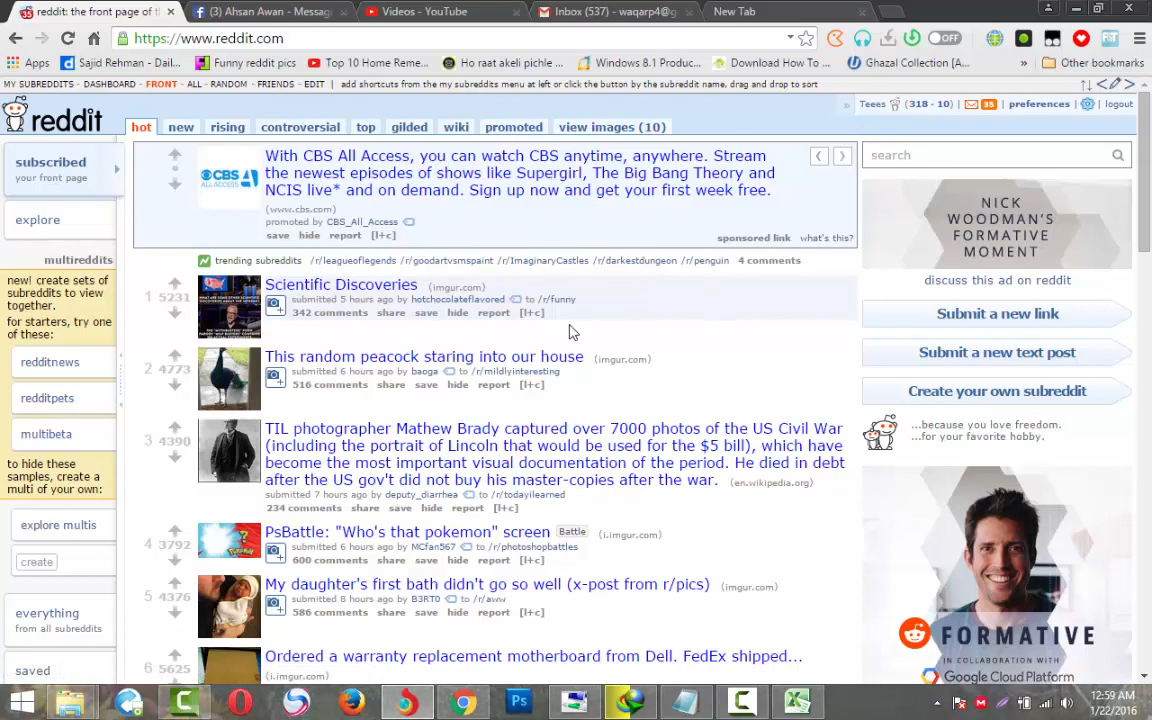 reddit: the front page of t
(3) Ahsan Awan - Messag
Videos - YouTube
Inbox (537) - waqarp4@g
New Tab
https://www.reddit.com
OFF
Apps
Sajid Rehman - Dail...
Funny reddit pics
Top 10 Home Reme...
Ho raat akeli pichle ...
Windows 8.1 Produc...
Download How To ...
Ghazal Collection [A...
»
Other bookmarks
MY SUBREDDITS - DASHBOARD - FRONT - ALL - RANDOM - FRIENDS - EDIT | add shortcuts from the my subreddits menu at left or click the button by the subreddit name, drag and drop to sort
reddit
hot new rising controversial top gilded wiki promoted view images (10)
Teees (318 - 10) | 35 | preferences | logout
subscribed
your front page
explore
multireddits
new! create sets of
subreddits to view
together.
for starters, try one
of these:
redditnews
redditpets
multibeta
to hide these
samples, create a
multi of your own:
explore multis
create
everything
from all subreddits
saved
CBS
ALL ACCESS
With CBS All Access, you can watch CBS anytime, anywhere. Stream
the newest episodes of shows like Supergirl, The Big Bang Theory and
NCIS live* and on demand. Sign up now and get your first week free.
(www.cbs.com)
promoted by CBS_All_Access
save hide report [l+c]
sponsored link what's this?
trending subreddits /r/leagueoflegends /r/goodartvsmspaint /r/ImaginaryCastles /r/darkestdungeon /r/penguin 4 comments
1 5231
Scientific Discoveries (imgur.com)
submitted 5 hours ago by hotchocolateflavored to /r/funny
342 comments share save hide report [l+c]
2 4773
This random peacock staring into our house (imgur.com)
submitted 6 hours ago by baoga to /r/mildlyinteresting
516 comments share save hide report [l+c]
3 4390
TIL photographer Mathew Brady captured over 7000 photos of the US Civil War
(including the portrait of Lincoln that would be used for the $5 bill), which have
become the most important visual documentation of the period. He died in debt
after the US gov't did not buy his master-copies after the war. (en.wikipedia.org)
submitted 7 hours ago by deputy_diarrhea to /r/todayilearned
234 comments share save hide report [l+c]
4 3792
PsBattle: "Who's that pokemon" screen Battle (i.imgur.com)
submitted 6 hours ago by MCfan567 to /r/photoshopbattles
600 comments share save hide report [l+c]
5 4376
My daughter's first bath didn't go so well (x-post from r/pics) (imgur.com)
submitted 8 hours ago by B3RT0 to /r/aww
586 comments share save hide report [l+c]
6 5625
Ordered a warranty replacement motherboard from Dell. FedEx shipped...
(i.imgur.com)
search
NICK
WOODMAN'S
FORMATIVE
MOMENT
discuss this ad on reddit
Submit a new link
Submit a new text post
Create your own subreddit
...because you love freedom.
...for your favorite hobby.
FORMATIVE
IN COLLABORATION WITH
Google Cloud Platform
Ps
12:59 AM
1/22/2016